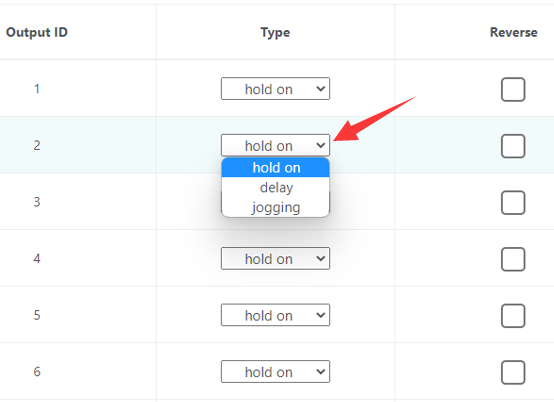 Output ID Type Reverse
1 hold on
2 hold on
hold on
delay
3
jogging
4 hold on
5 hold on
6 hold on